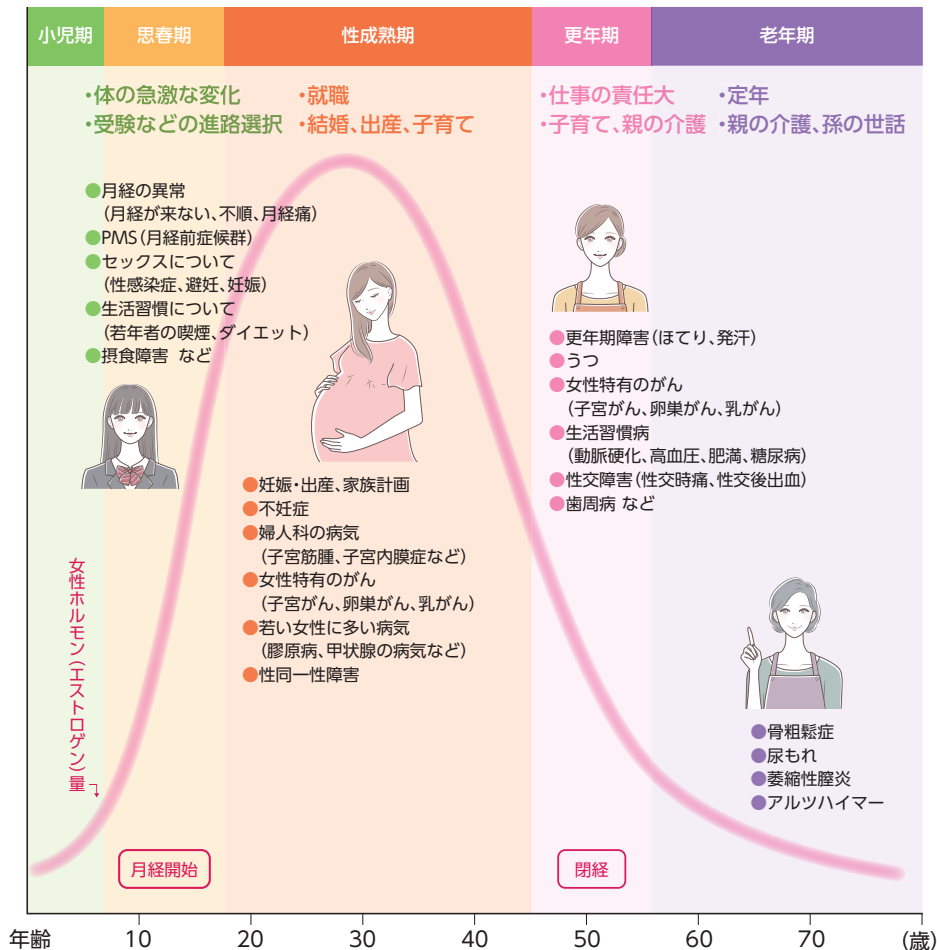 小児期
思春期
性成熟期
更年期
老年期
・体の急激な変化
・受験などの進路選択
・就職
・結婚、出産、子育て
・仕事の責任大
・子育て、親の介護
・定年
・親の介護、孫の世話
●月経の異常
(月経が来ない、不順、月経痛)
●PMS(月経前症候群)
●セックスについて
(性感染症、避妊、妊娠)
●生活習慣について
(若年者の喫煙、ダイエット)
●摂食障害 など
●妊娠・出産、家族計画
●不妊症
●婦人科の病気
(子宮筋腫、子宮内膜症など)
●女性特有のがん
(子宮がん、卵巣がん、乳がん)
●若い女性に多い病気
(膠原病、甲状腺の病気など)
●性同一性障害
●更年期障害(ほてり、発汗)
●うつ
●女性特有のがん
(子宮がん、卵巣がん、乳がん)
●生活習慣病
(動脈硬化、高血圧、肥満、糖尿病)
●性交障害(性交時痛、性交後出血)
●歯周病 など
●骨粗鬆症
●尿もれ
●萎縮性膣炎
●アルツハイマー
女性ホルモン(エストロゲン)量
月経開始
閉経
年齢 10 20 30 40 50 60 70 (歳)